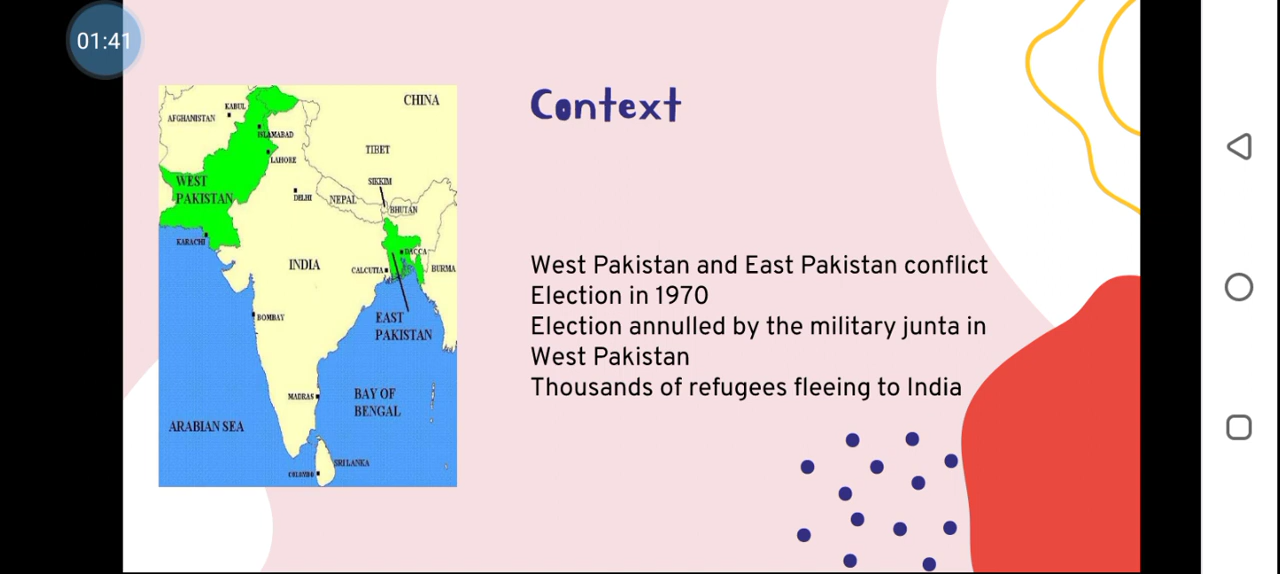 01:41
Context
West Pakistan and East Pakistan conflict
Election in 1970
Election annulled by the military junta in
West Pakistan
Thousands of refugees fleeing to India
CHINA
KABUL
AFGHANISTAN
ISLAMABAD
LAHORE
TIBET
WEST
PAKISTAN
SIKKIM
DELHI
NEPAL
BHUTAN
KARACHI
DACCA
INDIA
CALCUTTA
BURMA
BOMBAY
EAST
PAKISTAN
MADRAS
BAY OF
BENGAL
ARABIAN SEA
SRI LANKA
COLOMBO